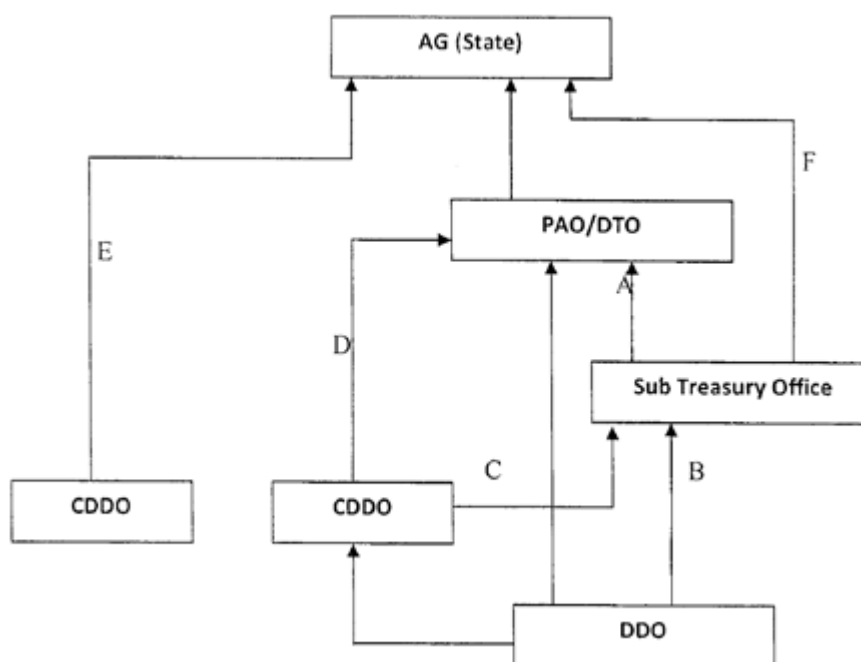 AG (State)
F
PAO/DTO
E
A
D
Sub Treasury Office
C
B
CDDO
CDDO
DDO